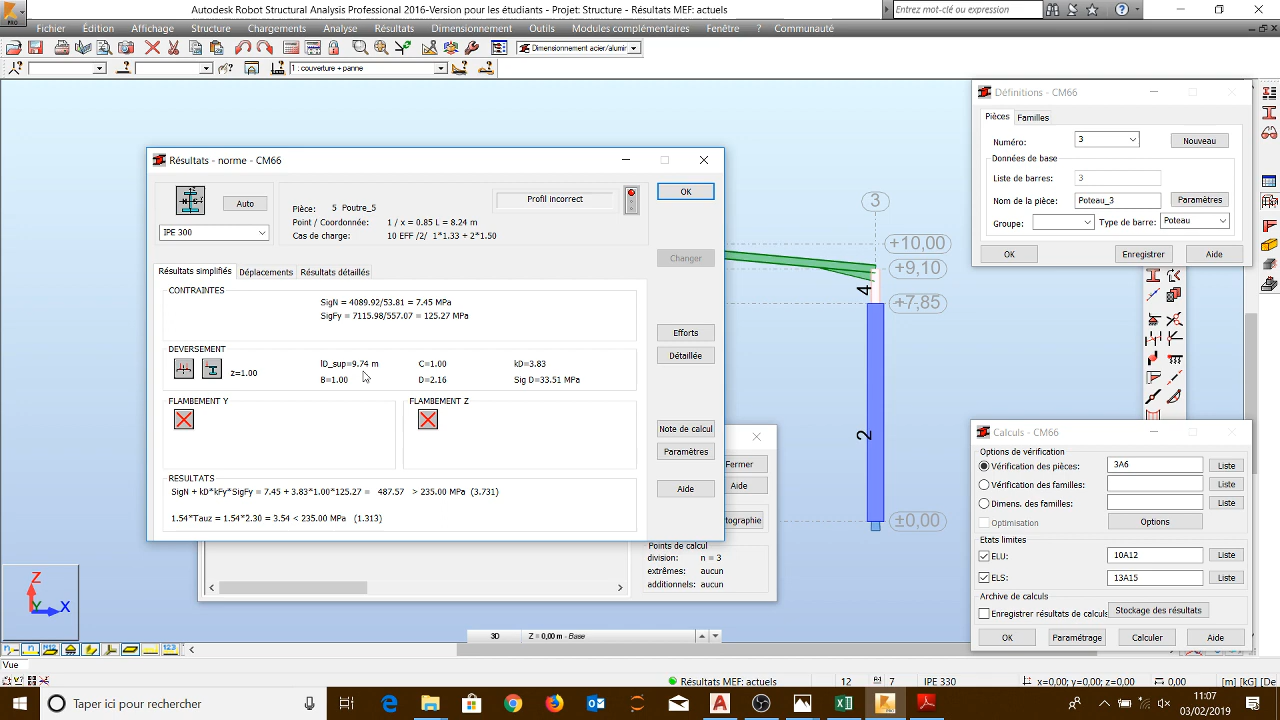 Autodesk Robot Structural Analysis Professional 2016-Version pour les étudiants - Projet: Structure - Résultats MEF: actuels
Entrez mot-clé ou expression
PRO
Fichier Edition Affichage Structure Chargements Analyse Résultats Dimensionnement Outils Modules complémentaires Fenêtre ? Communauté
Dimensionnement acier/alumir
1 : couverture + panne
Résultats - norme - CM66
Auto
IPE 300
Pièce: 5 Poutre_5
Point / Coordonnée: 1 / x = 0.85 L = 8.24 m
Cas de charge: 10 EFF /2/ 1*1.33 + 2*1.50
Profil incorrect
OK
Changer
Efforts
Détaillée
Note de calcul
Paramètres
Aide
Résultats simplifiés Déplacements Résultats détaillés
CONTRAINTES
SigN = 4089.92/53.81 = 7.45 MPa
SigFy = 7115.98/557.07 = 125.27 MPa
DEVERSEMENT
z=1.00
lD_sup=9.74 m C=1.00 kD=3.83
B=1.00 D=2.16 Sig D=33.51 MPa
FLAMBEMENT Y FLAMBEMENT Z
RESULTATS
SigN + kD*kFy*SigFy = 7.45 + 3.83*1.00*125.27 = 487.57 > 235.00 MPa (3.731)
1.54*Tauz = 1.54*2.30 = 3.54 < 235.00 MPa (1.313)
Fermer
Aide
tographie
Points de calcul
division: n = 3
extrêmes: aucun
additionnels: aucun
3
+10,00
+9,10
4
+7,85
2
±0,00
Définitions - CM66
Pièces Familles
Numéro: 3 Nouveau
Données de base
Liste de barres: 3
Nom de la pièce: Poteau_3 Paramètres
Groupe: Type de barre: Poteau
OK Enregistrer Aide
Calculs - CM66
Options de vérification
Vérification des pièces: 3A6 Liste
Vérification des familles: Liste
Dimens. des familles: Liste
Optimisation Options
Etats limites
ELU: 10A12 Liste
ELS: 13A15 Liste
Archive de calculs
Enregistrer résultats de calculs Stockage des résultats
OK Paramétrage Calculer Aide
Z
Y X
3D Z = 0,00 m - Base
Vue
Résultats MEF: actuels 12 7 IPE 330 x=0,00; y=0,00; z=0,00 0,00 [m] [kG] [De
Taper ici pour rechercher
11:07
03/02/2019